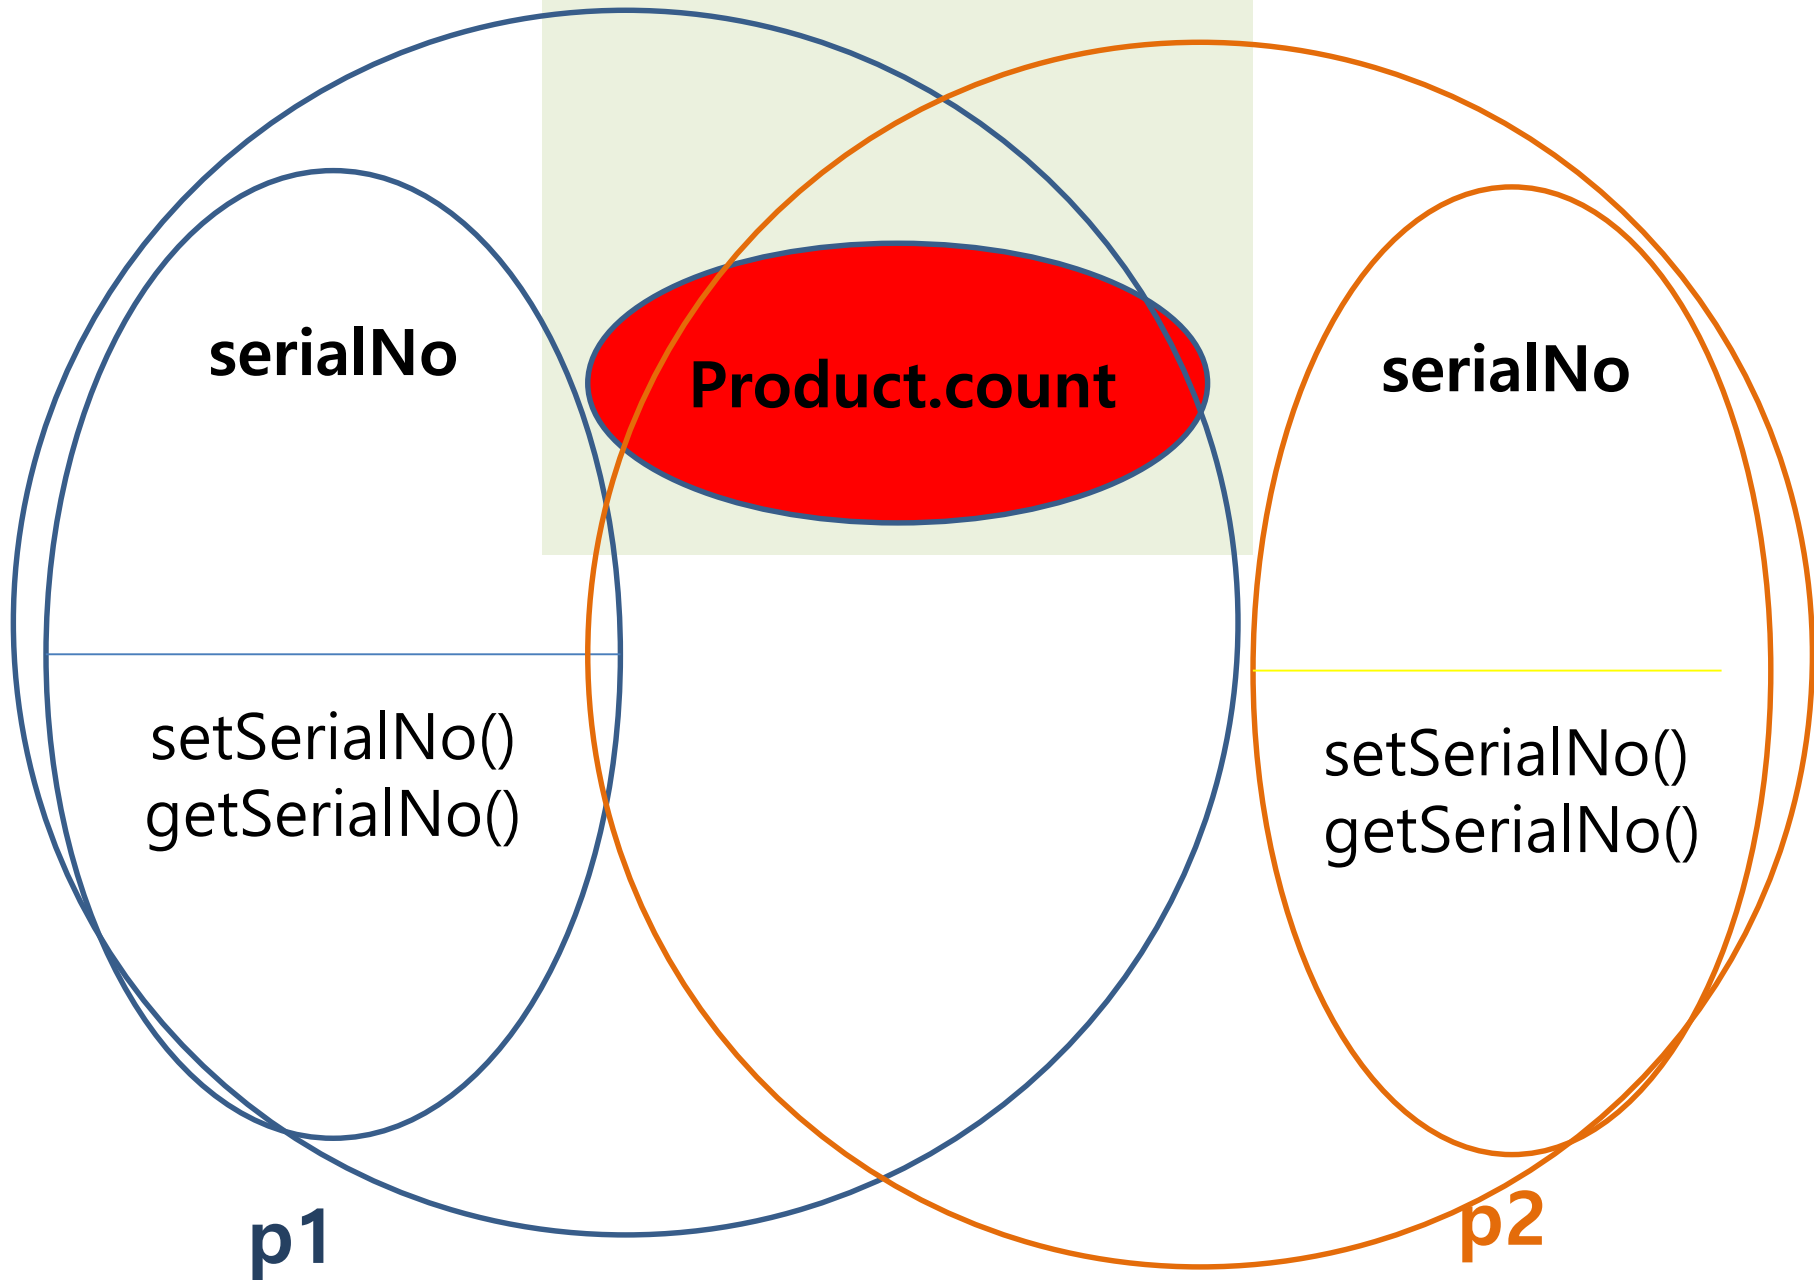 serialNo
Product.count
serialNo
setSerialNo()
getSerialNo()
setSerialNo()
getSerialNo()
p1
p2